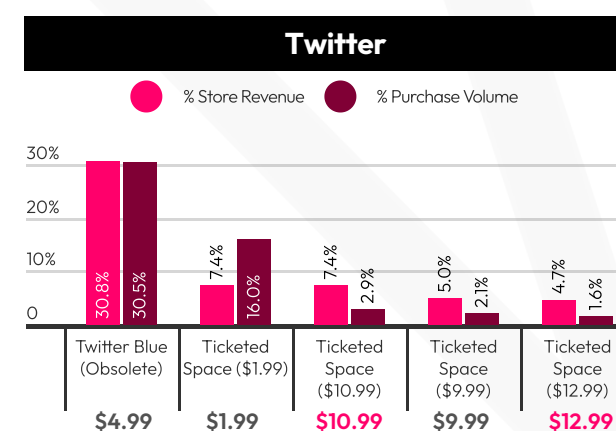 Twitter
% Store Revenue % Purchase Volume
30%
20%
10%
0
30.8% 30.5% 7.4% 16.0% 7.4% 2.9% 5.0% 2.1% 4.7% 1.6%
Twitter Blue Ticketed Ticketed Ticketed Ticketed
(Obsolete) Space ($1.99) Space Space Space
($10.99) ($9.99) ($12.99)
$4.99 $1.99 $10.99 $9.99 $12.99